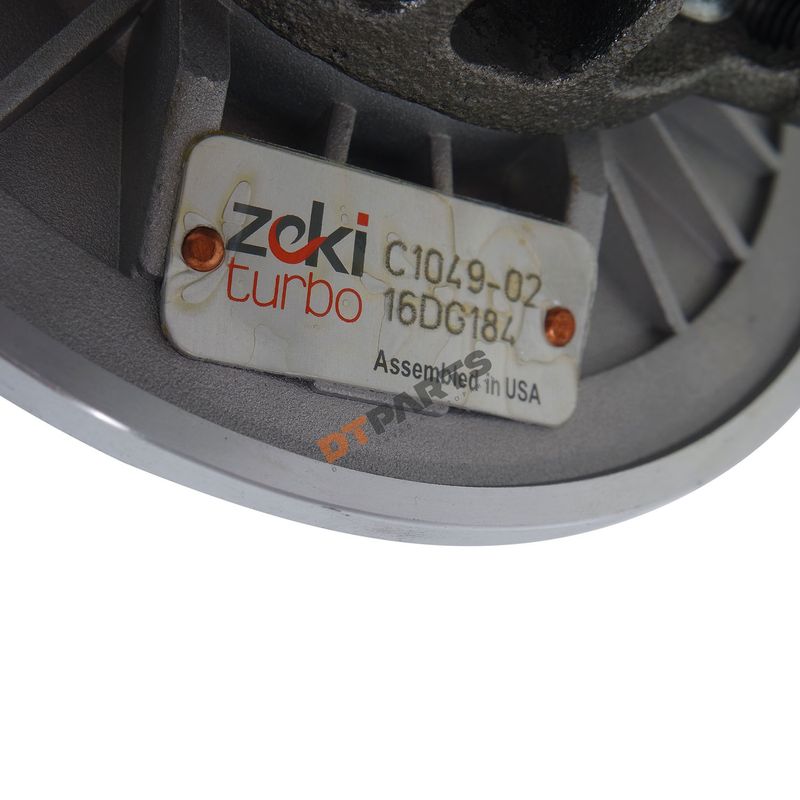 zeki
turbo
C1049-02
16DG184
Assembled in USA
DTPARTS